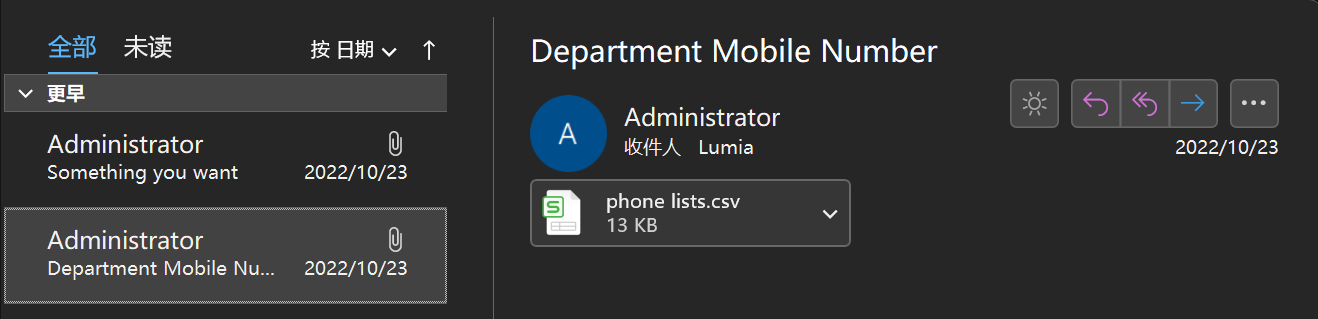 全部 未读 按 日期
更早
Administrator
Something you want 2022/10/23
Administrator
Department Mobile Nu... 2022/10/23
Department Mobile Number
A
Administrator
收件人 Lumia
2022/10/23
S
phone lists.csv
13 KB